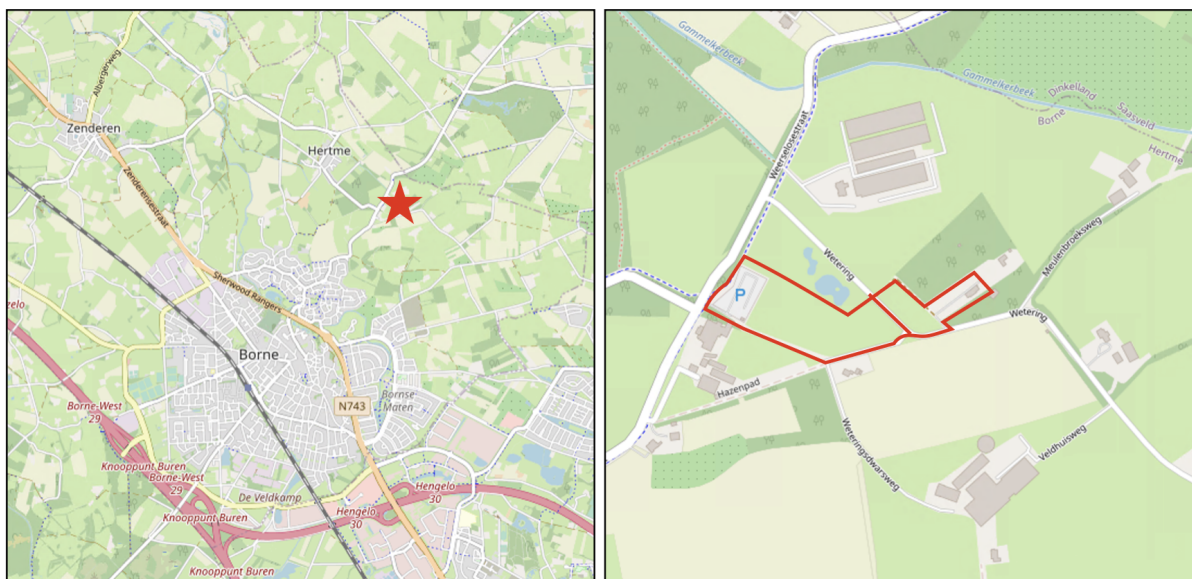 Albergerweg
Zenderen
Hertme
Zenderensestraat
Sherwood Rangers
Borne
N743
Bornse
Maten
zelo
Borne-West
29
Knooppunt Buren
Borne-West
29
Knooppunt Buren
De Veldkamp
Hengelo
30
Hengelo
30
Knooppunt Buren
Gammelkerbeek
Gammelkerbeek
Dinkelland
Borne
Saasveld
Hertme
Weerselosestraat
Wetering
Meulenbroeksweg
P
Wetering
Hazenpad
Weteringsdwarsweg
Veldhuisweg